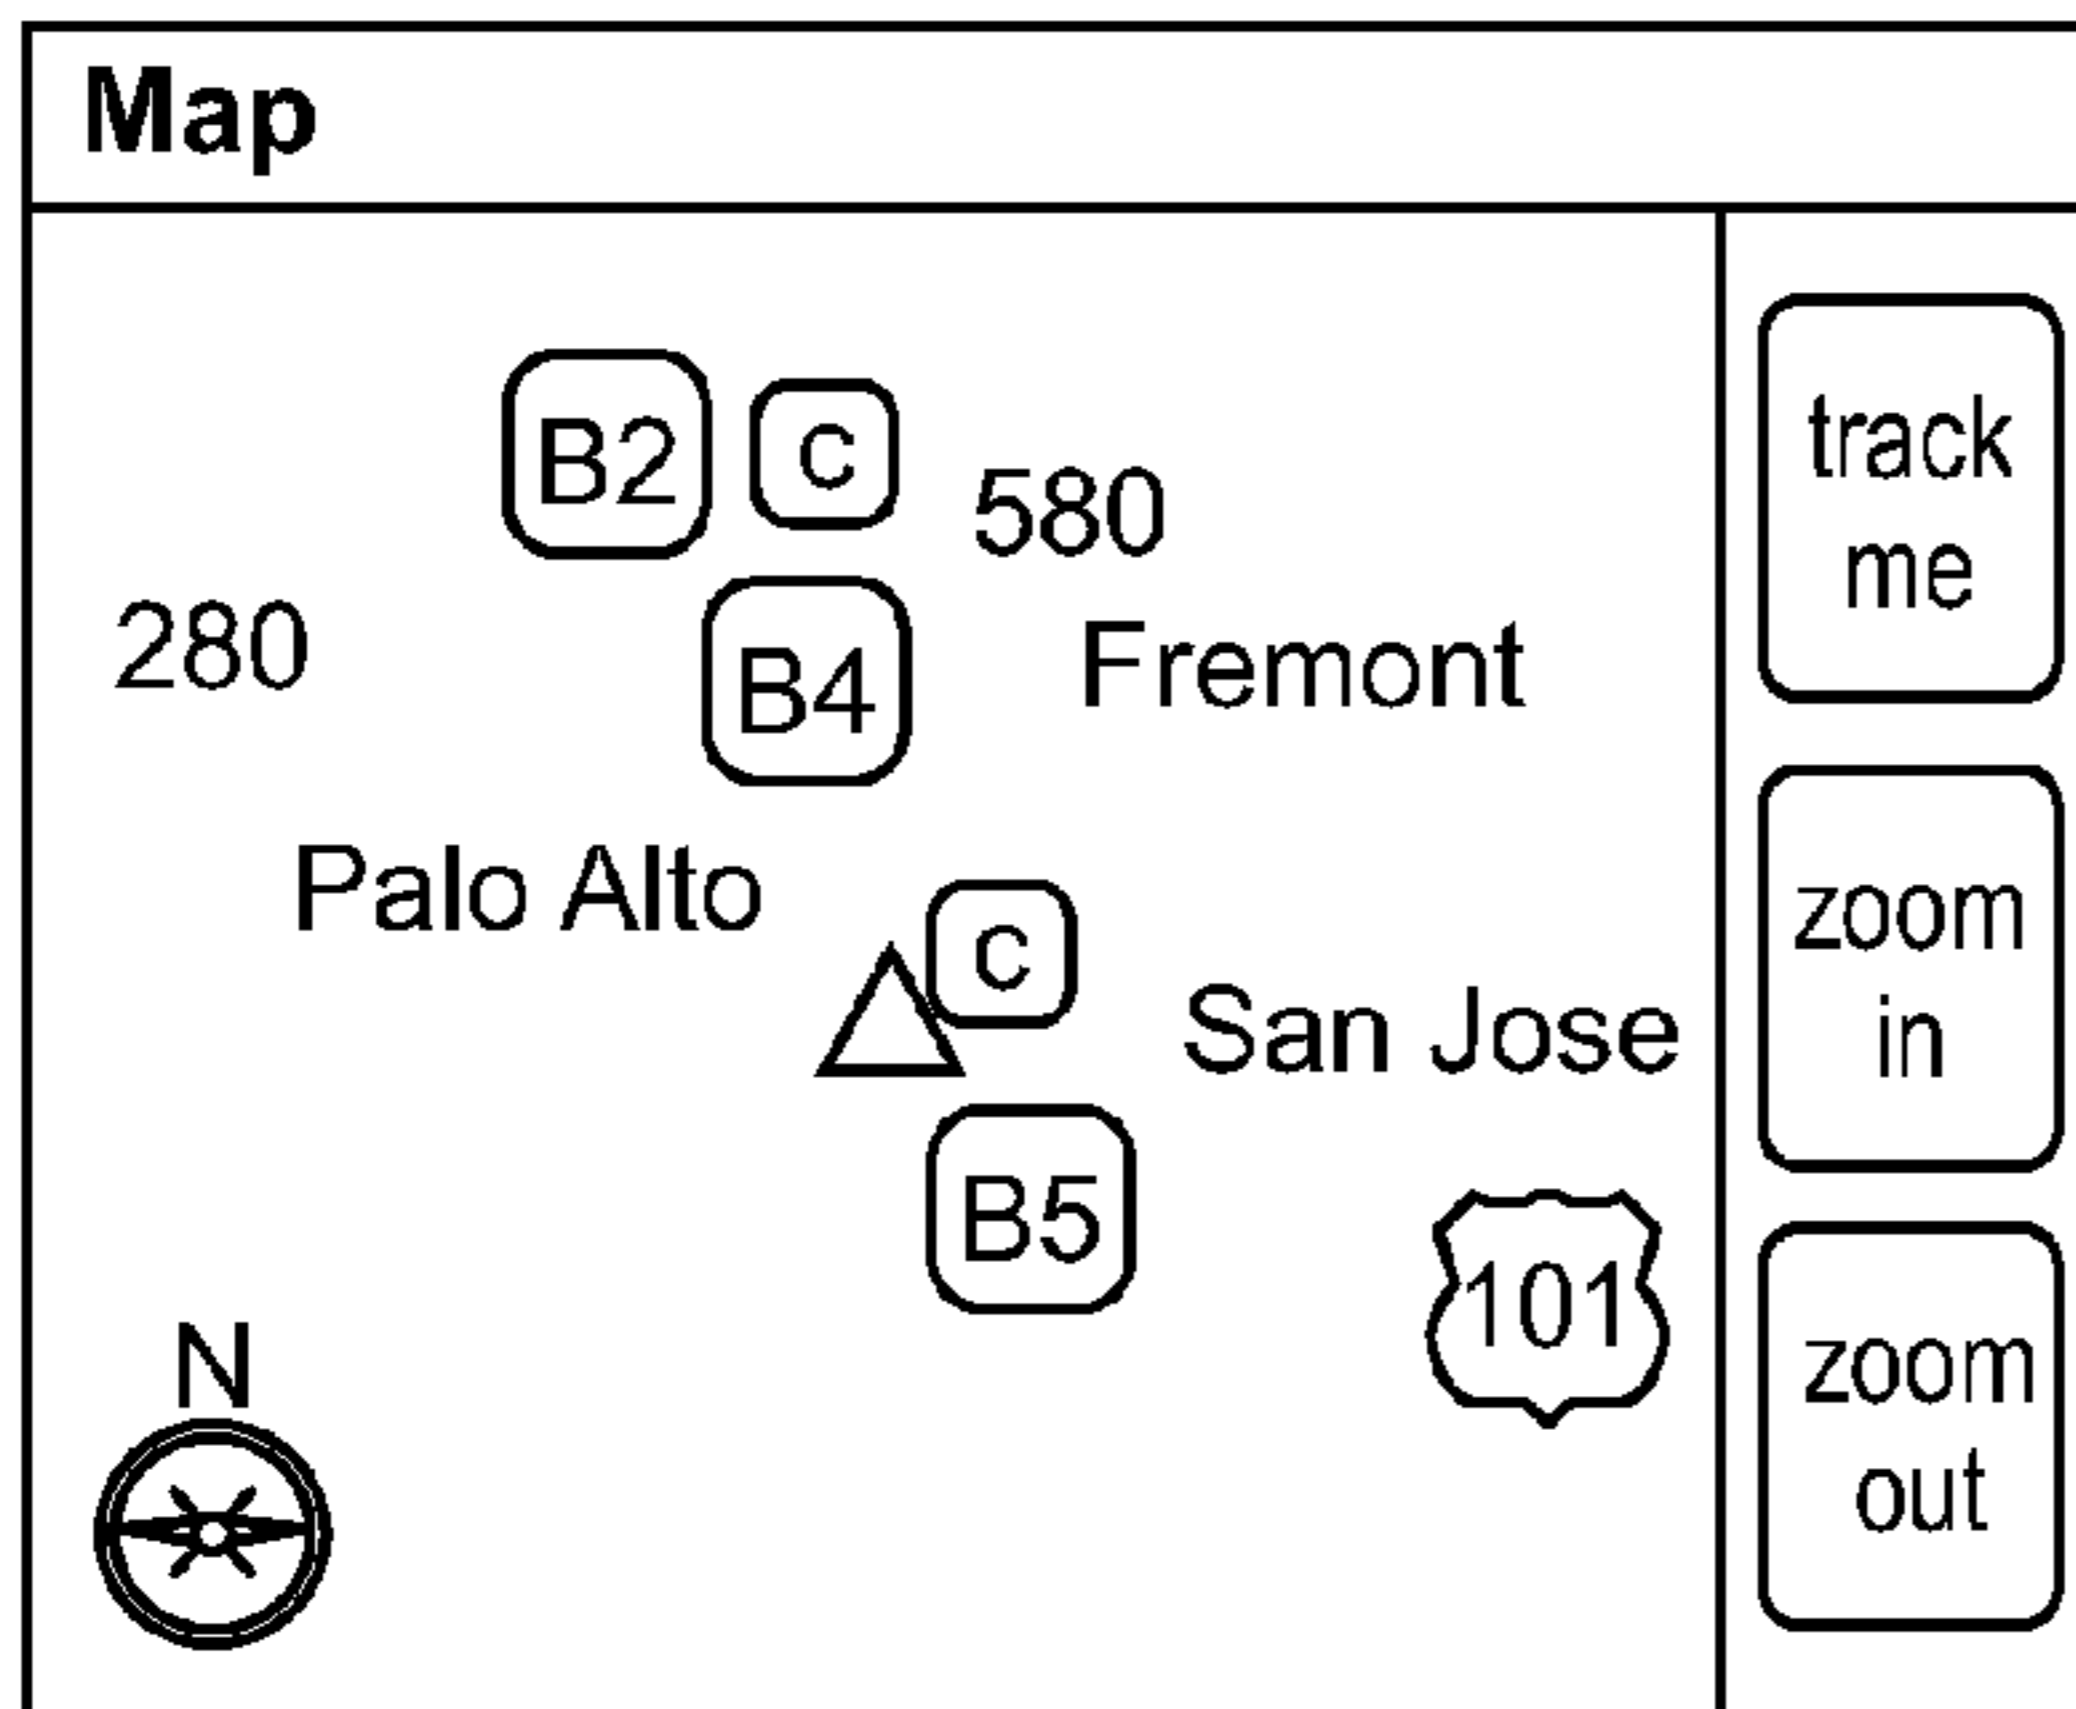 Map
B2
c
580
280
B4
Fremont
Palo Alto
c
San Jose
B5
101
N
track
me
zoom
in
zoom
out